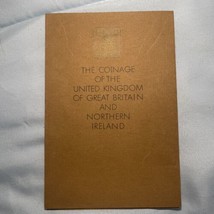 THE COINAGE
OF THE
UNITED KINGDOM
OF GREAT BRITAIN
AND
NORTHERN
IRELAND